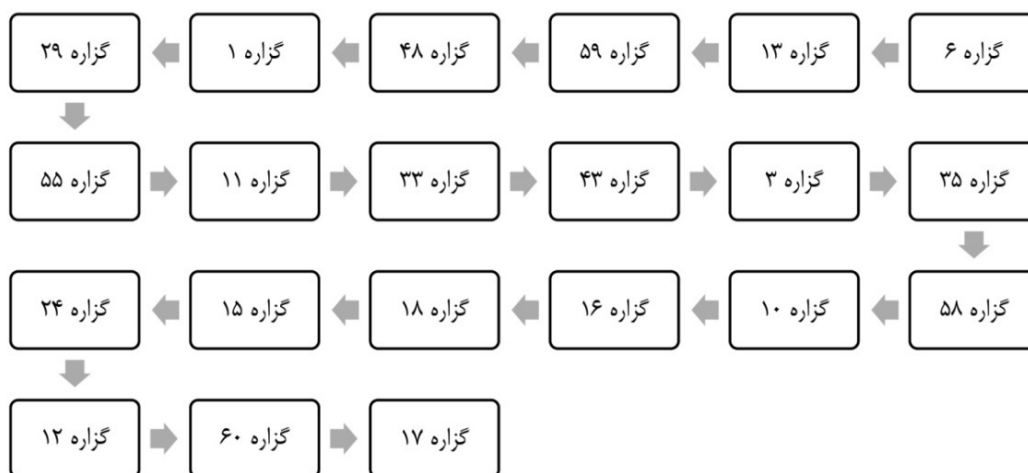 گزاره ۶
گزاره ۱۳
گزاره ۵۹
گزاره ۴۸
گزاره ۱
گزاره ۲۹
گزاره ۵۵
گزاره ۱۱
گزاره ۳۳
گزاره ۴۳
گزاره ۳
گزاره ۳۵
گزاره ۵۸
گزاره ۱۰
گزاره ۱۶
گزاره ۱۸
گزاره ۱۵
گزاره ۲۴
گزاره ۱۲
گزاره ۶۰
گزاره ۱۷